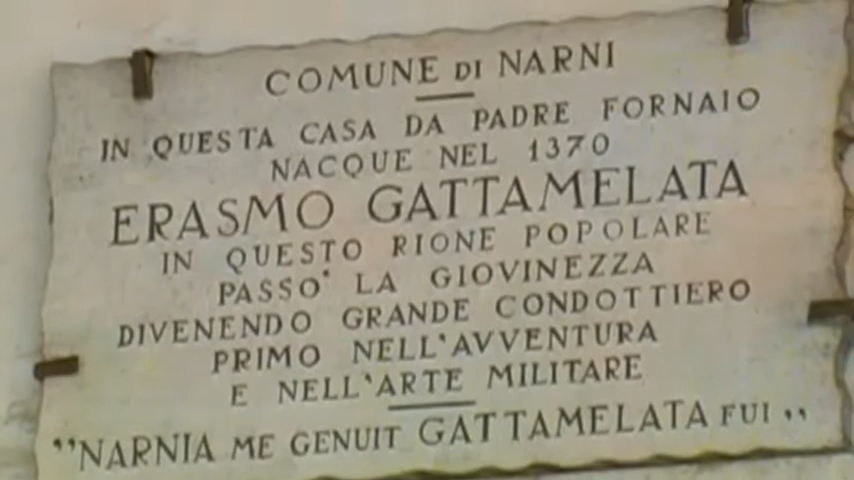 COMUNE DI NARNI
IN QUESTA CASA DA PADRE FORNAIO
NACQUE NEL 1370
ERASMO GATTAMELATA
IN QUESTO RIONE POPOLARE
PASSO' LA GIOVINEZZA
DIVENENDO GRANDE CONDOTTIERO
PRIMO NELL'AVVENTURA
E NELL'ARTE MILITARE
"NARNIA ME GENUIT GATTAMELATA FUI"